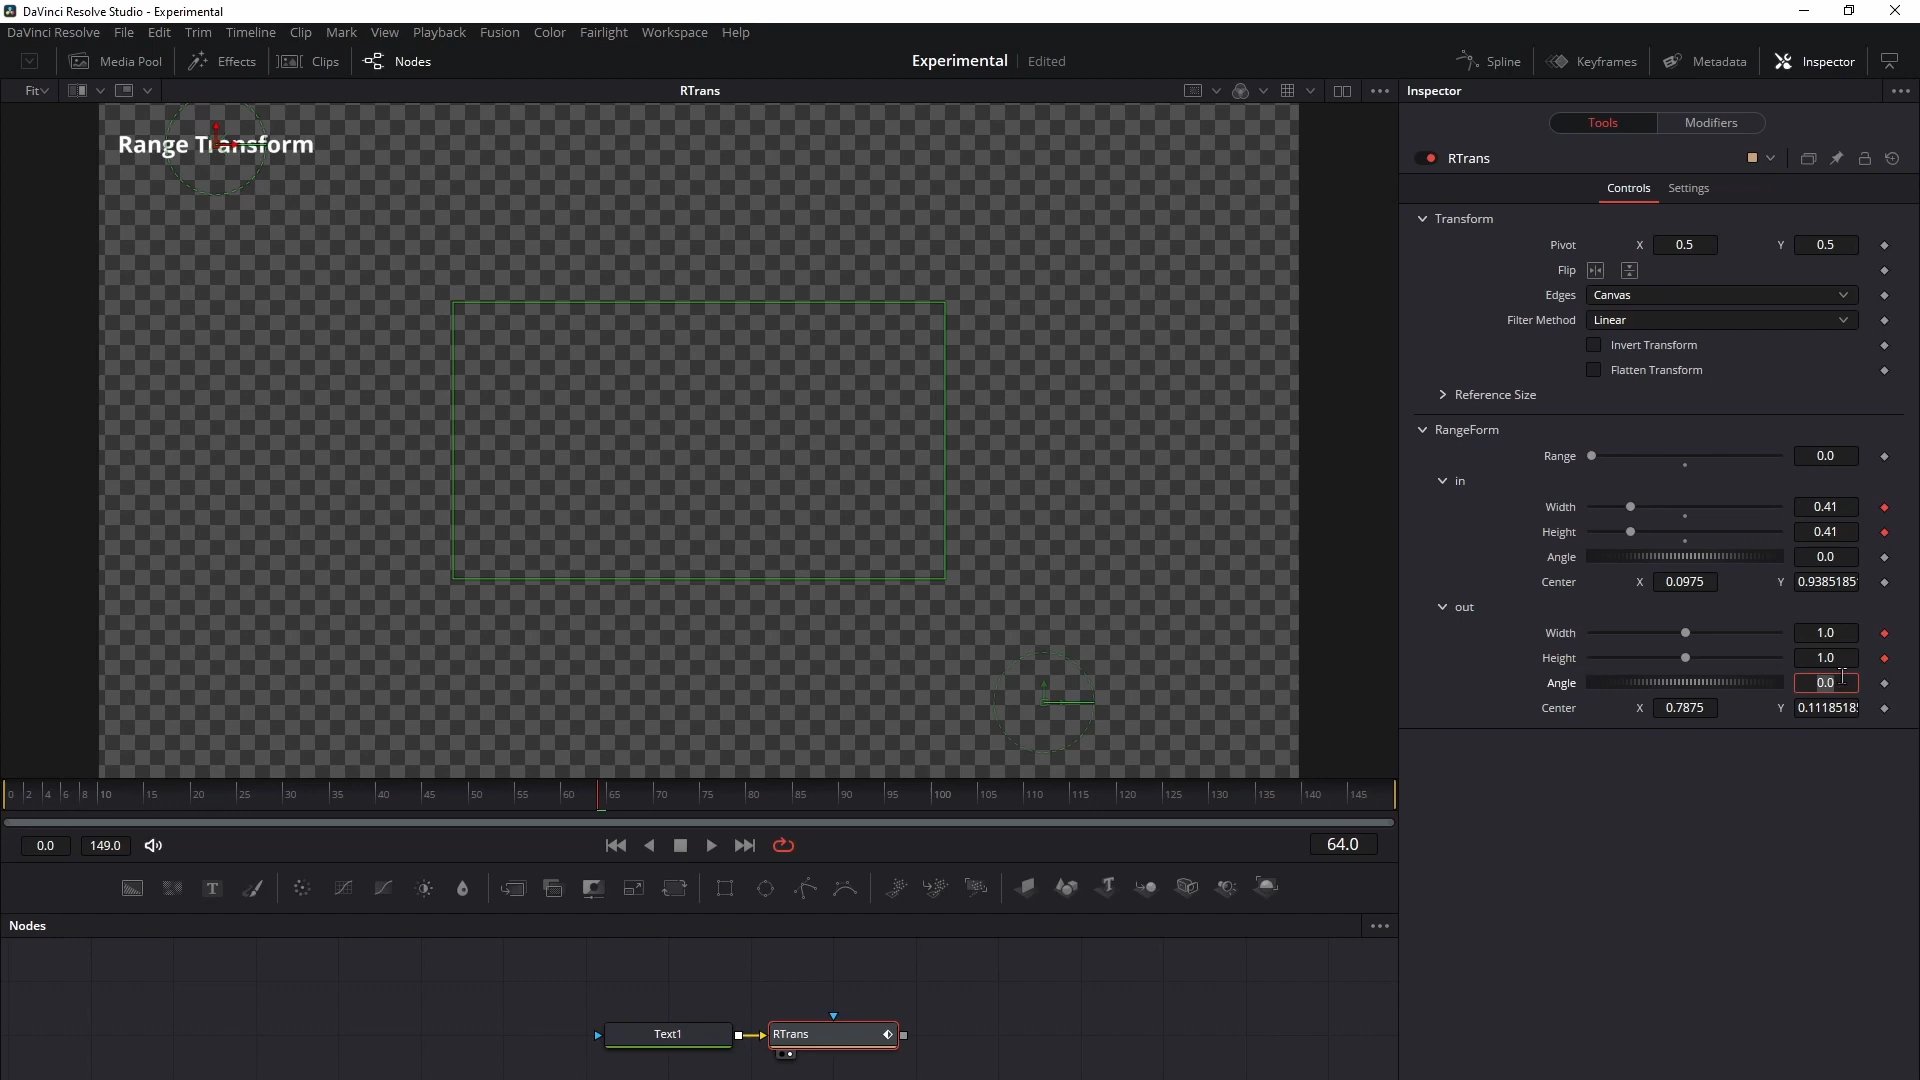 DaVinci Resolve Studio - Experimental
DaVinci Resolve File Edit Trim Timeline Clip Mark View Playback Fusion Color Fairlight Workspace Help
Media Pool Effects Clips Nodes Experimental Edited Spline Keyframes Metadata Inspector
Fit RTrans Inspector
Range Transform
Tools Modifiers
RTrans
Controls Settings
Transform
Pivot X 0.5 Y 0.5
Flip
Edges Canvas
Filter Method Linear
Invert Transform
Flatten Transform
Reference Size
RangeForm
Range 0.0
in
Width 0.41
Height 0.41
Angle 0.0
Center X 0.0975 Y 0.9385185
out
Width 1.0
Height 1.0
Angle 0.0
Center X 0.7875 Y 0.1118518
0 2 4 6 8 10 15 20 25 30 35 40 45 50 55 60 65 70 75 80 85 90 95 100 105 110 115 120 125 130 135 140 145
0.0 149.0 64.0
Nodes
Text1 RTrans